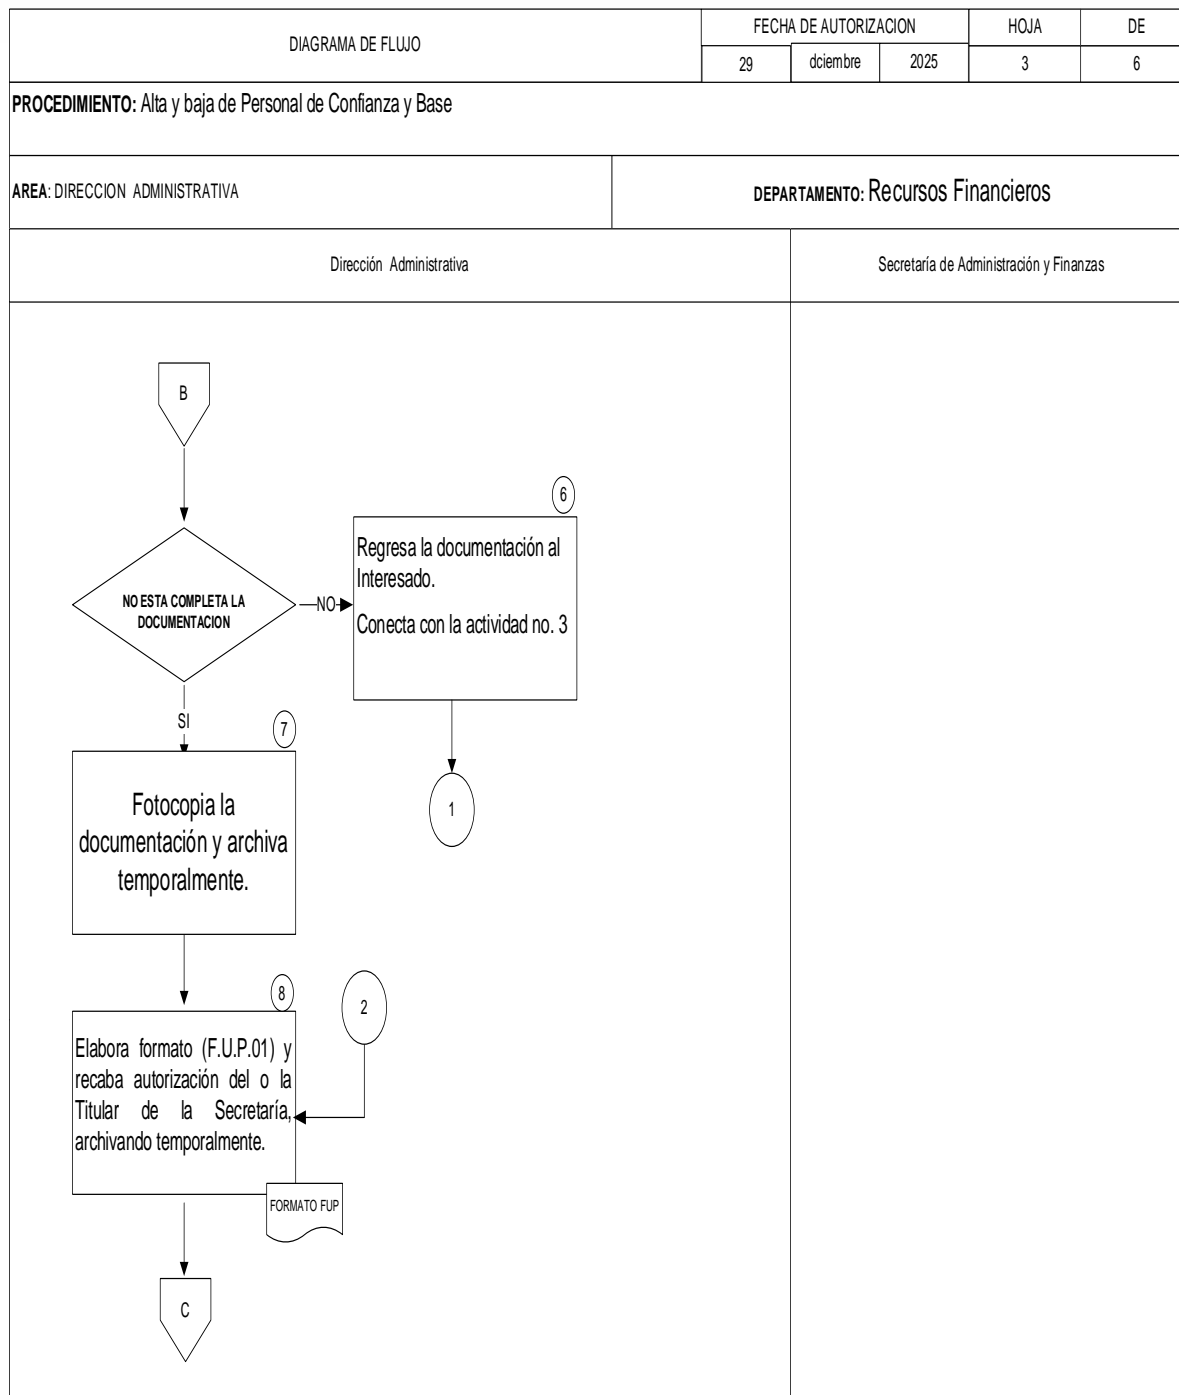 DIAGRAMA DE FLUJO
FECHA DE AUTORIZACION
HOJA
DE
29
dciembre
2025
3
6
PROCEDIMIENTO: Alta y baja de Personal de Confianza y Base
AREA: DIRECCION ADMINISTRATIVA
DEPARTAMENTO: Recursos Financieros
Dirección Administrativa
Secretaría de Administración y Finanzas
B
NO ESTA COMPLETA LA
DOCUMENTACION
NO
6
Regresa la documentación al
Interesado.
Conecta con la actividad no. 3
1
SI
7
Fotocopia la
documentación y archiva
temporalmente.
8
2
Elabora formato (F.U.P.01) y
recaba autorización del o la
Titular de la Secretaría,
archivando temporalmente.
FORMATO FUP
C